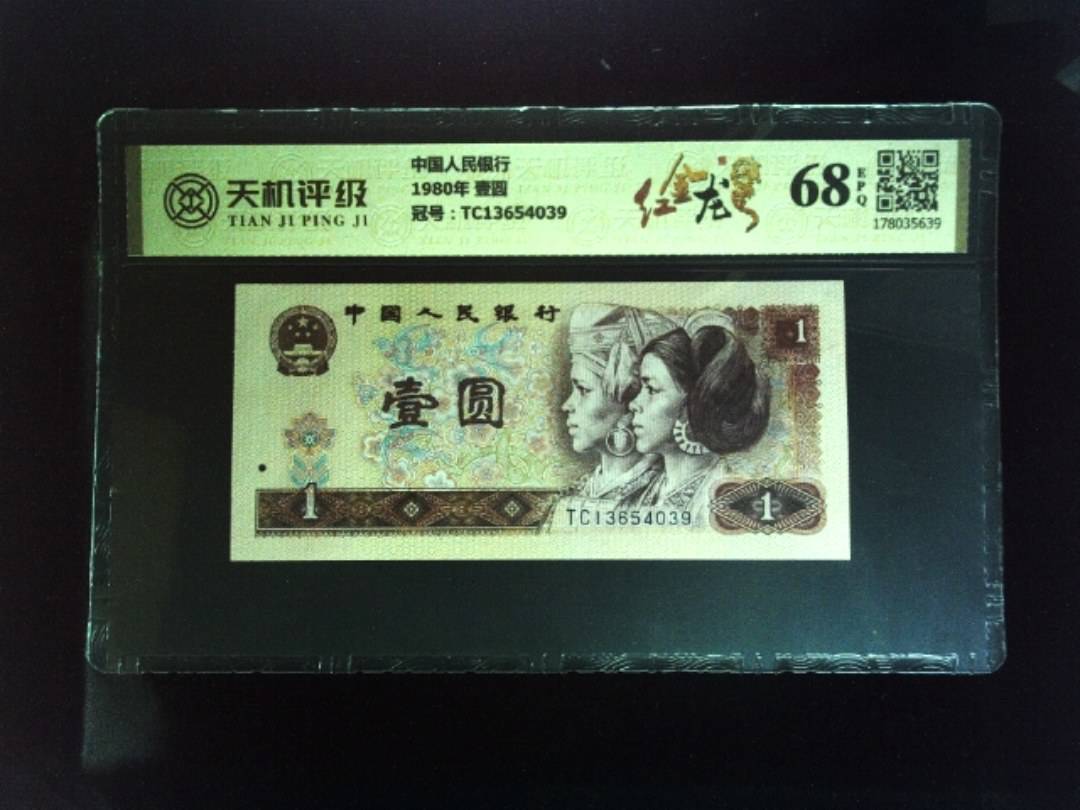 天机评级
TIAN JI PING JI
中国人民银行
1980年 壹圆
冠号：TC13654039
红金龙
68
EPQ
178035639
中国人民银行
1
壹圆
1
TC13654039
1